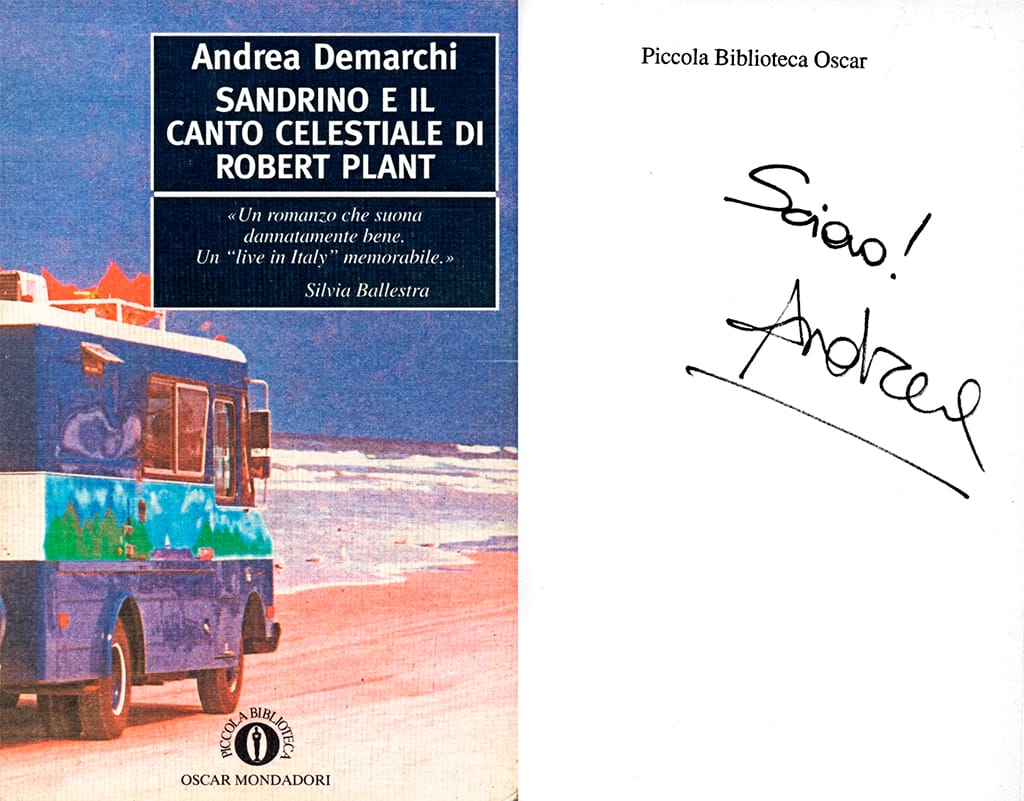 Andrea Demarchi
SANDRINO E IL
CANTO CELESTIALE DI
ROBERT PLANT
«Un romanzo che suona
dannatamente bene.
Un “live in Italy” memorabile.»
Silvia Ballestra
PICCOLA BIBLIOTECA
OSCAR MONDADORI
Piccola Biblioteca Oscar
Sciao!
Andrea